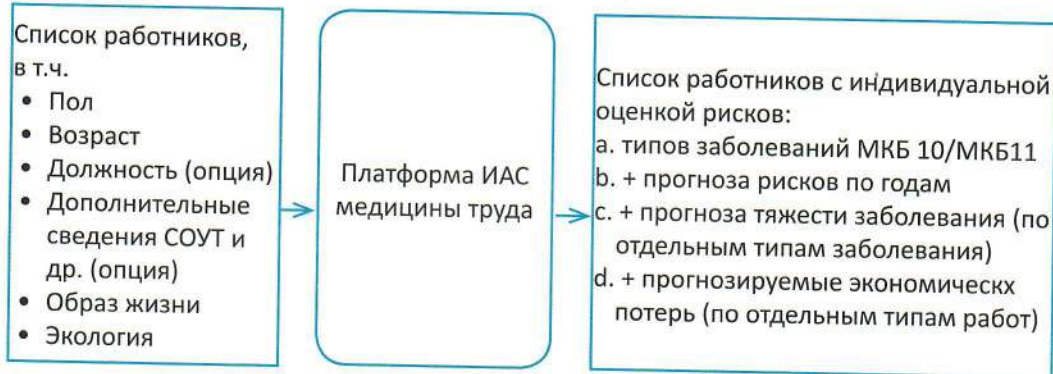 Список работников,
в т.ч.
• Пол
• Возраст
• Должность (опция)
• Дополнительные
сведения СОУТ и
др. (опция)
• Образ жизни
• Экология
Платформа ИАС
медицины труда
Список работников с индивидуальной
оценкой рисков:
a. типов заболеваний МКБ 10/МКБ11
b. + прогноза рисков по годам
c. + прогноза тяжести заболевания (по
отдельным типам заболевания)
d. + прогнозируемые экономическх
потерь (по отдельным типам работ)